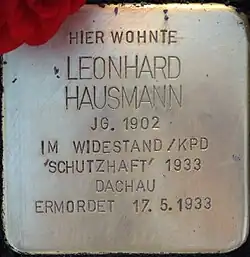 HIER WOHNTE
LEONHARD
HAUSMANN
JG. 1902
IM WIDESTAND/KPD
'SCHUTZHAFT' 1933
DACHAU
ERMORDET 17.5.1933